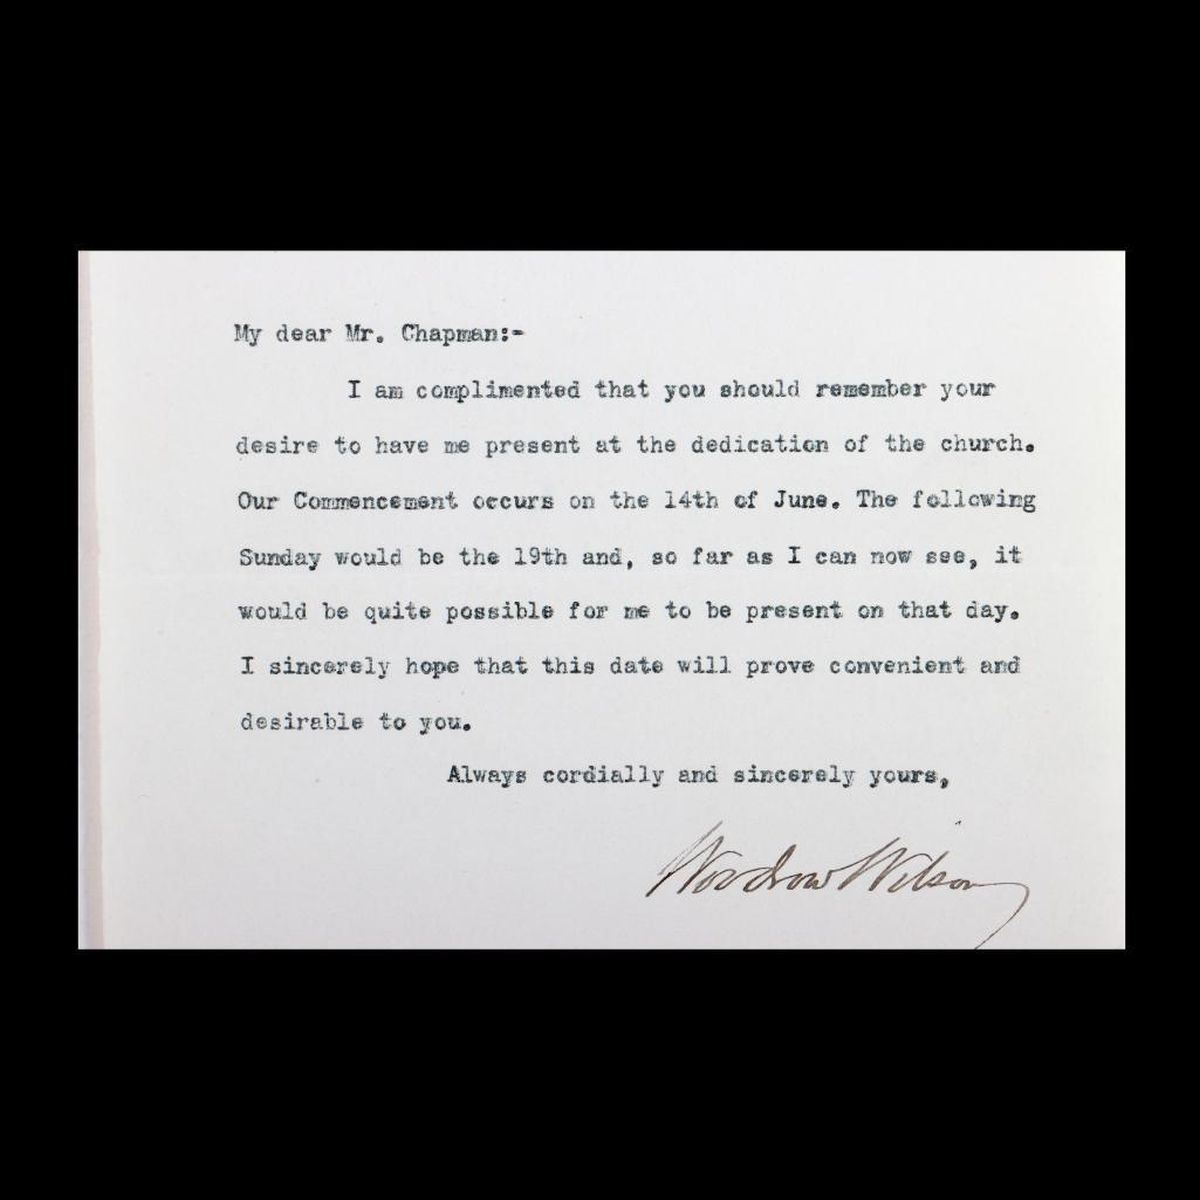 My dear Mr. Chapman:-
I am complimented that you should remember your
desire to have me present at the dedication of the church.
Our Commencement occurs on the 14th of June. The following
Sunday would be the 19th and, so far as I can now see, it
would be quite possible for me to be present on that day.
I sincerely hope that this date will prove convenient and
desirable to you.
Always cordially and sincerely yours,
Woodrow Wilson